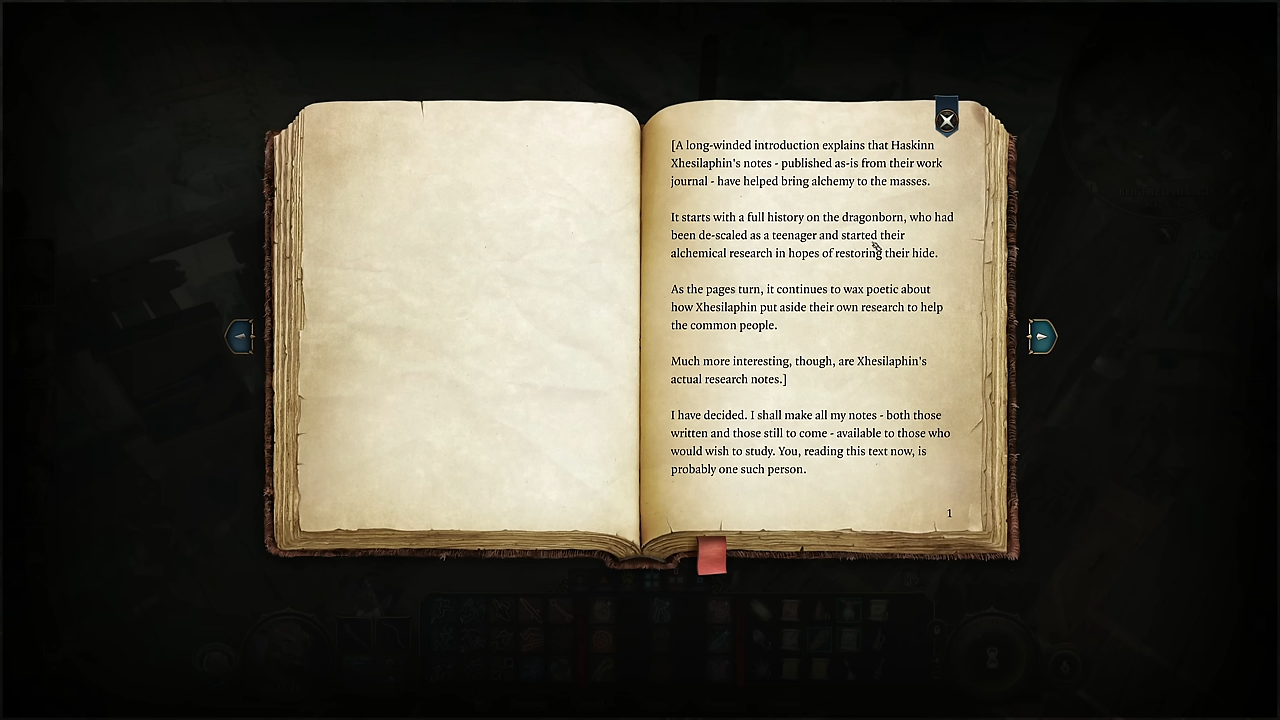 [A long-winded introduction explains that Haskinn
Xhesilaphin's notes - published as-is from their work
journal - have helped bring alchemy to the masses.
It starts with a full history on the dragonborn, who had
been de-scaled as a teenager and started their
alchemical research in hopes of restoring their hide.
As the pages turn, it continues to wax poetic about
how Xhesilaphin put aside their own research to help
the common people.
Much more interesting, though, are Xhesilaphin's
actual research notes.]
I have decided. I shall make all my notes - both those
written and those still to come - available to those who
would wish to study. You, reading this text now, is
probably one such person.
1